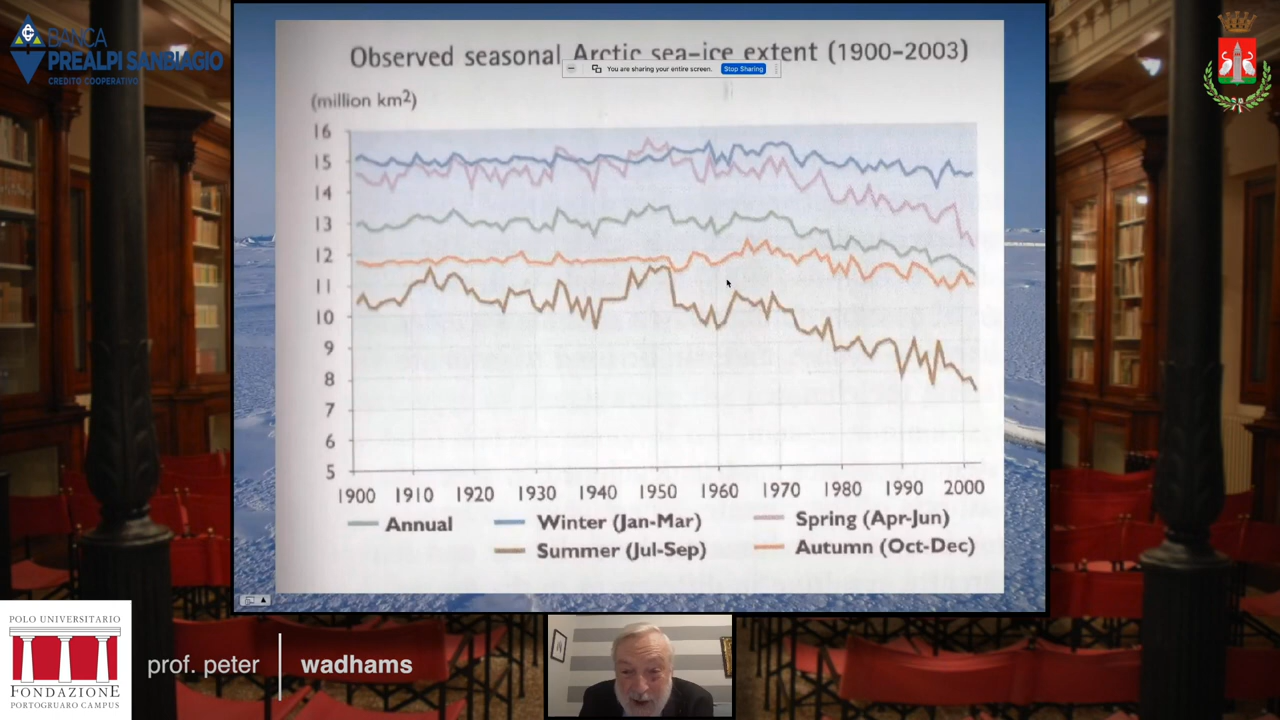 BANCA
PREALPI SANBIAGIO
CREDITO COOPERATIVO
Observed seasonal Arctic sea-ice extent (1900-2003)
You are sharing your entire screen. Stop Sharing
(million km2)
16
15
14
13
12
11
10
9
8
7
6
5
1900 1910 1920 1930 1940 1950 1960 1970 1980 1990 2000
Annual Winter (Jan-Mar) Spring (Apr-Jun)
Summer (Jul-Sep) Autumn (Oct-Dec)
POLO UNIVERSITARIO
FONDAZIONE
PORTOGRUARO CAMPUS
prof. peter wadhams